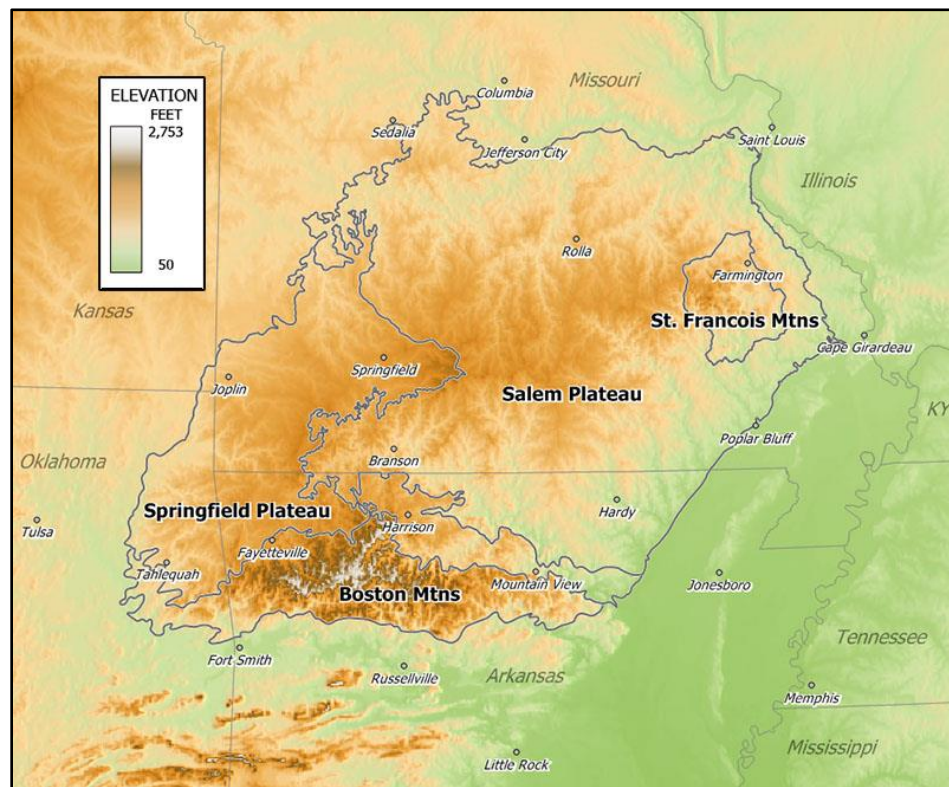 Missouri
Columbia
ELEVATION
FEET
2,753
50
Sedalia
Jefferson City
Saint Louis
Illinois
Rolla
Farmington
Kansas
St. Francois Mtns
Cape Girardeau
Springfield
Joplin
Salem Plateau
KY
Poplar Bluff
Oklahoma
Branson
Springfield Plateau
Hardy
Tulsa
Harrison
Fayetteville
Tahlequah
Mountain View
Jonesboro
Boston Mtns
Tennessee
Fort Smith
Russellville
Arkansas
Memphis
Mississippi
Little Rock